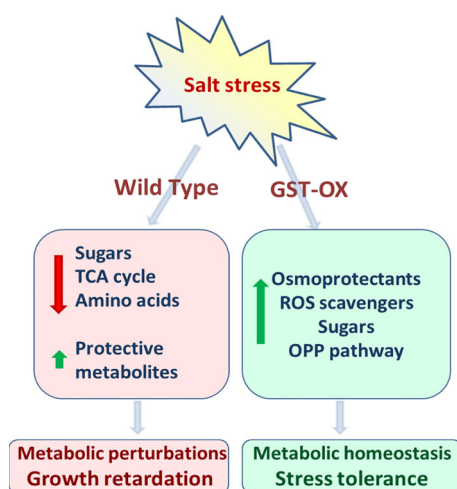 Salt stress
Wild Type
GST-OX
Sugars
TCA cycle
Amino acids
Protective
metabolites
Osmoprotectants
ROS scavengers
Sugars
OPP pathway
Metabolic perturbations
Growth retardation
Metabolic homeostasis
Stress tolerance